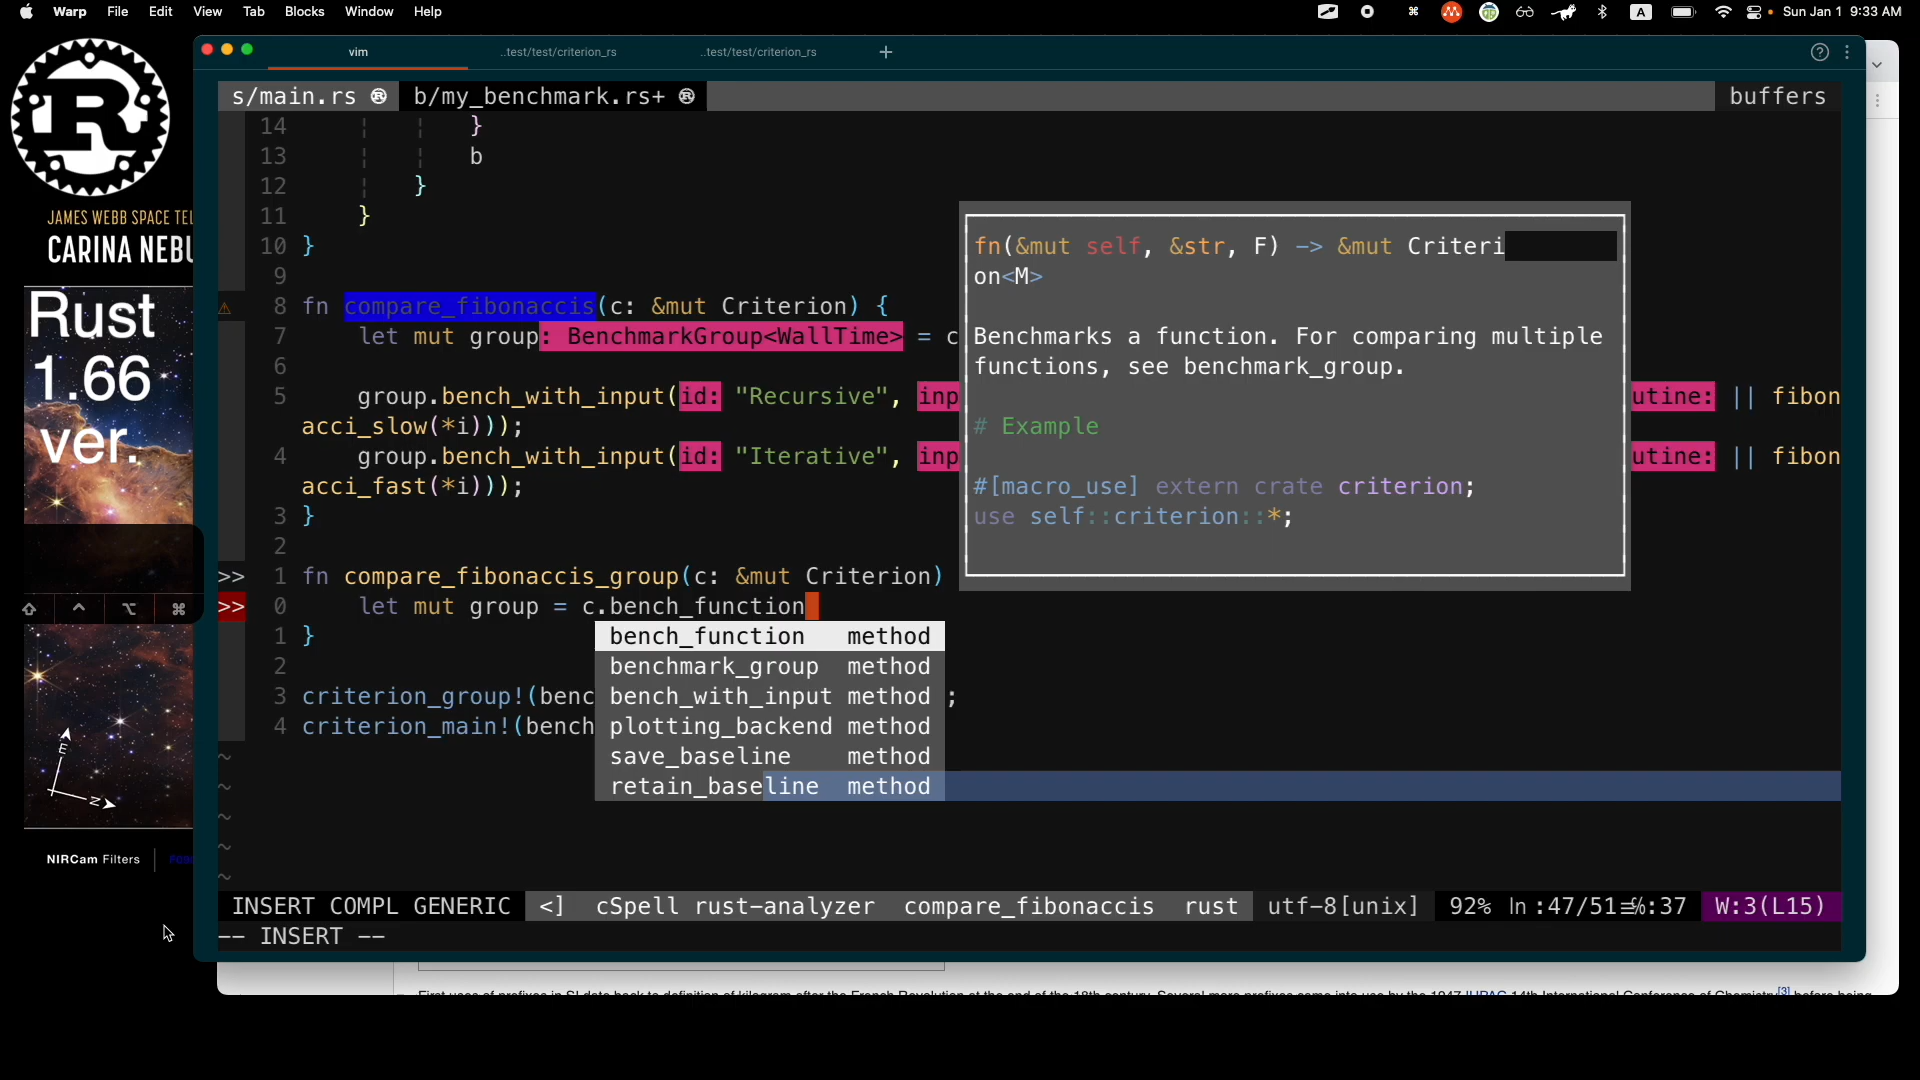 Warp File Edit View Tab Blocks Window Help
A
Sun Jan 1 9:33 AM
vim ..test/test/criterion_rs ..test/test/criterion_rs +
s/main.rs b/my_benchmark.rs+ buffers
JAMES WEBB SPACE TEL
CARINA NEBU
Rust
1.66
ver.
E
N
NIRCam Filters
14 }
13 b
12 }
11 }
10 }
9
8 fn compare_fibonaccis(c: &mut Criterion) {
7 let mut group: BenchmarkGroup<WallTime> = c
6
5 group.bench_with_input(id: "Recursive", inp utine: || fibon
acci_slow(*i)));
4 group.bench_with_input(id: "Iterative", inp utine: || fibon
acci_fast(*i)));
3 }
2
>> 1 fn compare_fibonaccis_group(c: &mut Criterion)
>> 0 let mut group = c.bench_function
1 }
2
3 criterion_group!(benc ;
4 criterion_main!(bench
~
~
~
~
~
fn(&mut self, &str, F) -> &mut Criteri
on<M>
Benchmarks a function. For comparing multiple
functions, see benchmark_group.
# Example
#[macro_use] extern crate criterion;
use self::criterion::*;
bench_function method
benchmark_group method
bench_with_input method
plotting_backend method
save_baseline method
retain_baseline method
INSERT COMPL GENERIC <] cSpell rust-analyzer compare_fibonaccis rust utf-8[unix] 92% ln :47/51≡℅:37 W:3(L15)
-- INSERT --